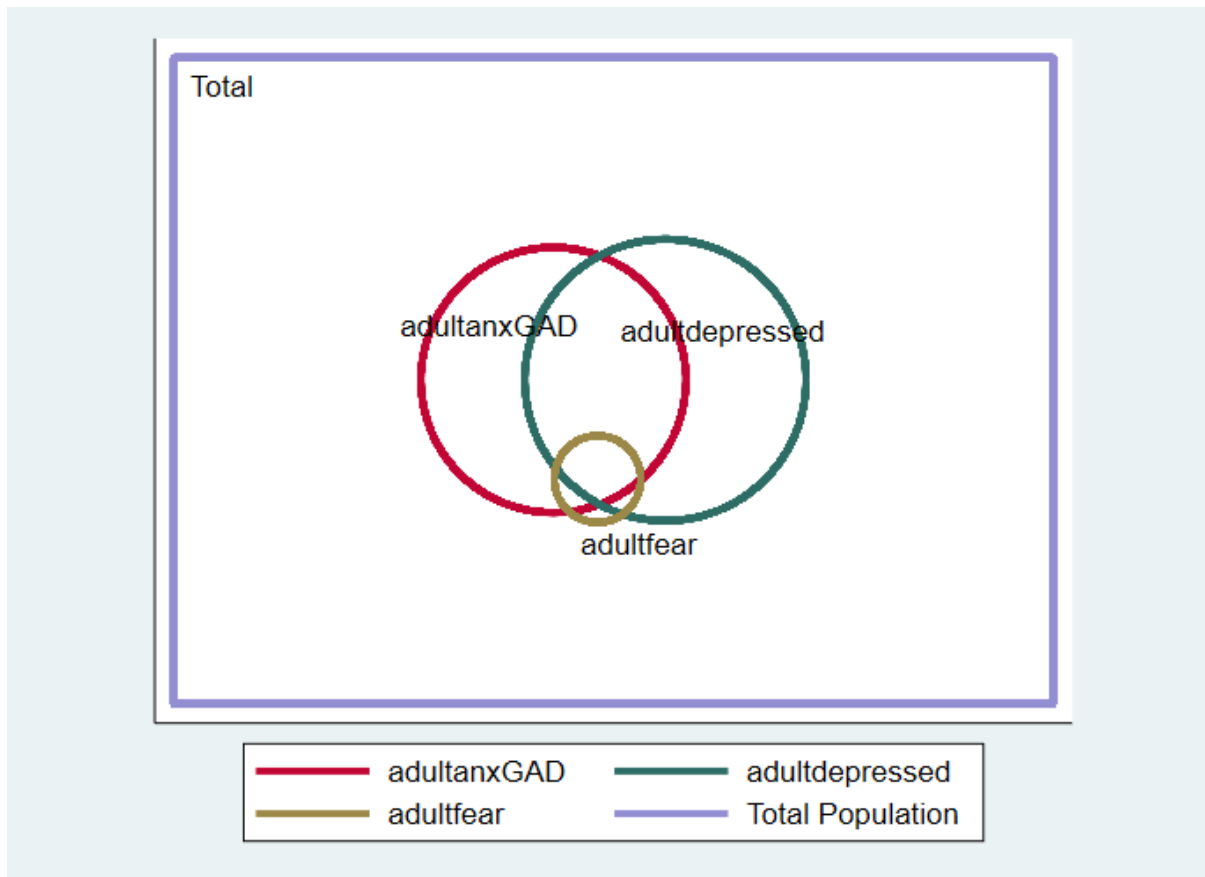 Total
adultanxGAD
adultdepressed
adultfear
adultanxGAD adultdepressed
adultfear Total Population